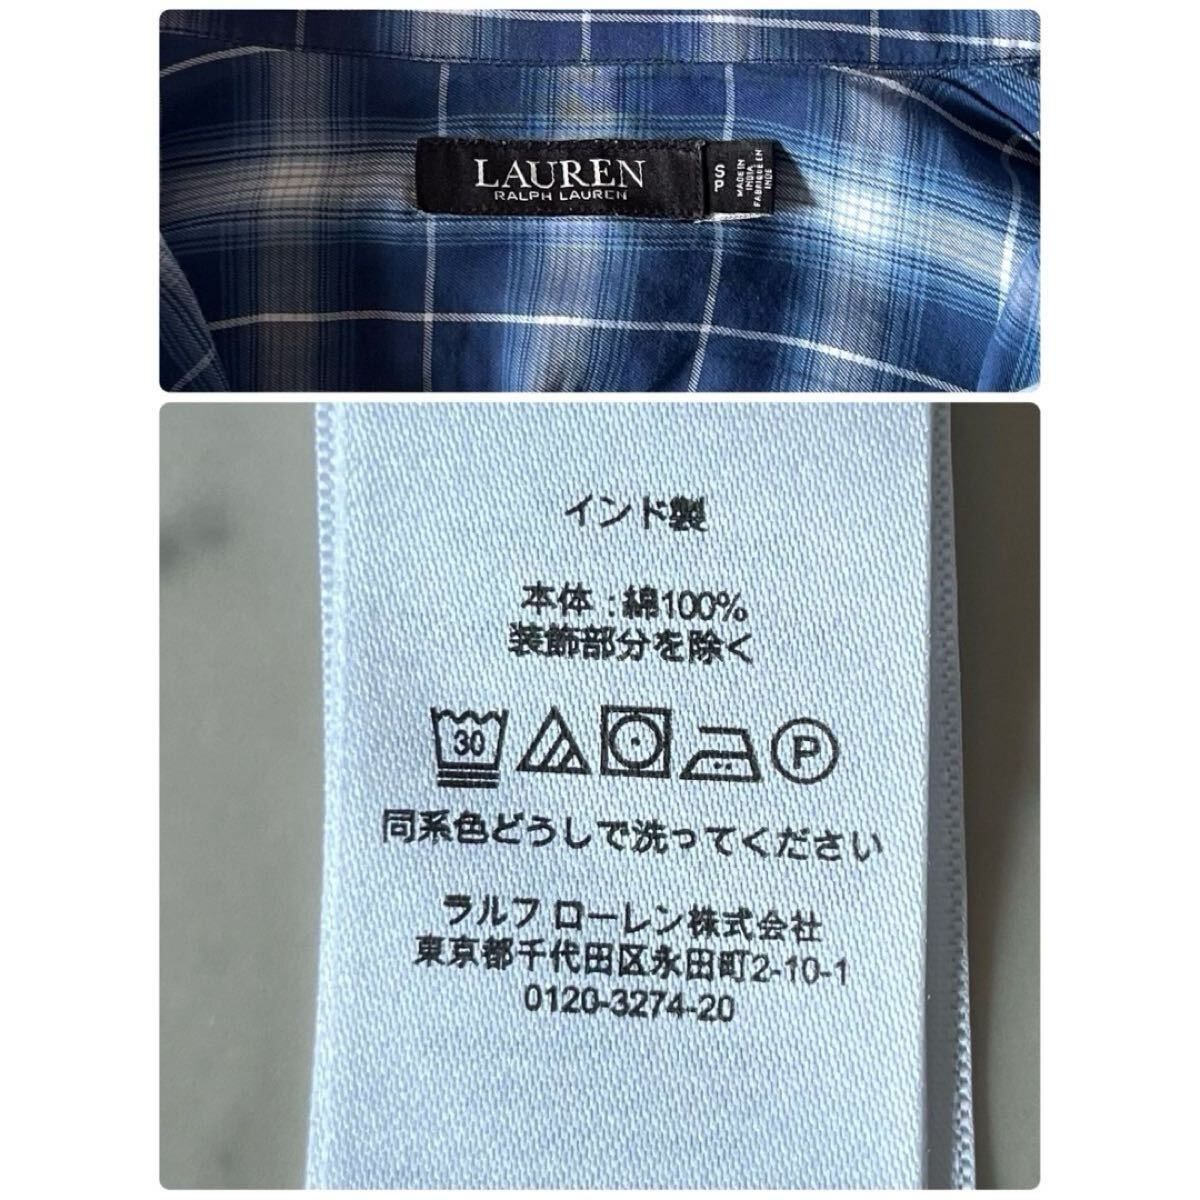 LAUREN
RALPH LAUREN
SP
MADE IN
INDIA
FABRIQUÉ EN
INDE
インド製
本体 : 綿100%
装飾部分を除く
30
P
同系色どうしで洗ってください
ラルフ ローレン株式会社
東京都千代田区永田町2-10-1
0120-3274-20